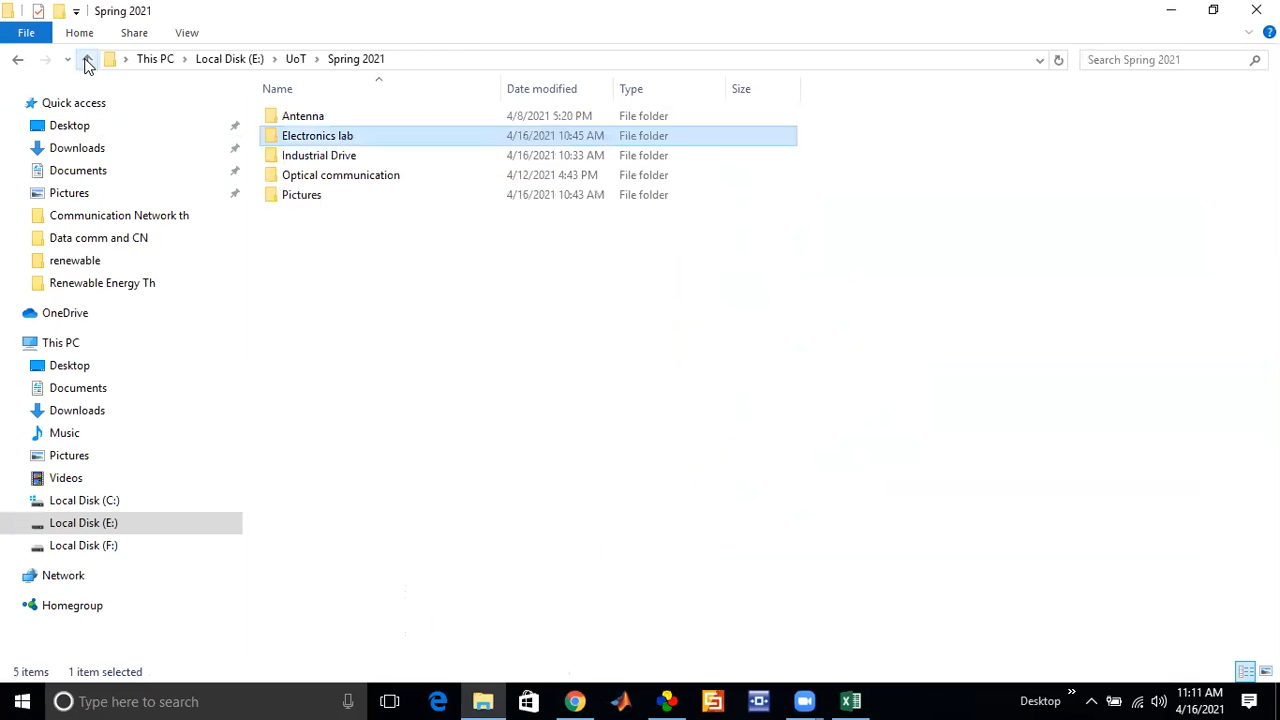 Spring 2021
File Home Share View
This PC Local Disk (E:) UoT Spring 2021
Search Spring 2021
Name Date modified Type Size
Antenna 4/8/2021 5:20 PM File folder
Electronics lab 4/16/2021 10:45 AM File folder
Industrial Drive 4/16/2021 10:33 AM File folder
Optical communication 4/12/2021 4:43 PM File folder
Pictures 4/16/2021 10:43 AM File folder
Quick access
Desktop
Downloads
Documents
Pictures
Communication Network th
Data comm and CN
renewable
Renewable Energy Th
OneDrive
This PC
Desktop
Documents
Downloads
Music
Pictures
Videos
Local Disk (C:)
Local Disk (E:)
Local Disk (F:)
Network
Homegroup
5 items 1 item selected
Type here to search
Desktop
11:11 AM
4/16/2021